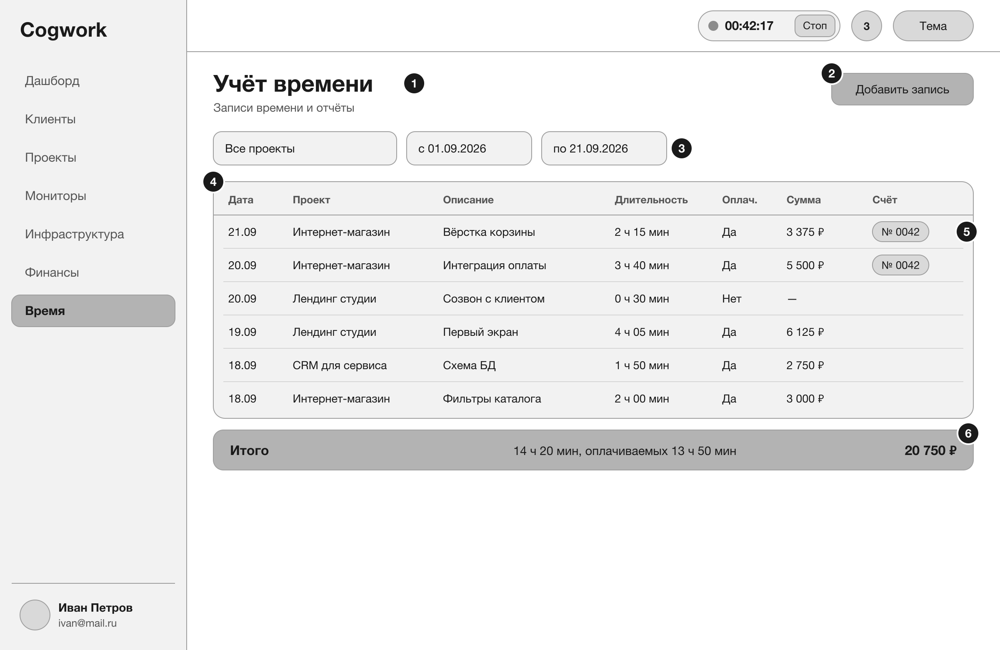 Cogwork
Дашборд
Клиенты
Проекты
Мониторы
Инфраструктура
Финансы
Время
Иван Петров
ivan@mail.ru
00:42:17 Стоп 3 Тема
Учёт времени 1
Записи времени и отчёты
2 Добавить запись
Все проекты с 01.09.2026 по 21.09.2026 3
4
Дата Проект Описание Длительность Оплач. Сумма Счёт
21.09 Интернет-магазин Вёрстка корзины 2 ч 15 мин Да 3 375 ₽ № 0042 5
20.09 Интернет-магазин Интеграция оплаты 3 ч 40 мин Да 5 500 ₽ № 0042
20.09 Лендинг студии Созвон с клиентом 0 ч 30 мин Нет —
19.09 Лендинг студии Первый экран 4 ч 05 мин Да 6 125 ₽
18.09 CRM для сервиса Схема БД 1 ч 50 мин Да 2 750 ₽
18.09 Интернет-магазин Фильтры каталога 2 ч 00 мин Да 3 000 ₽
6
Итого 14 ч 20 мин, оплачиваемых 13 ч 50 мин 20 750 ₽